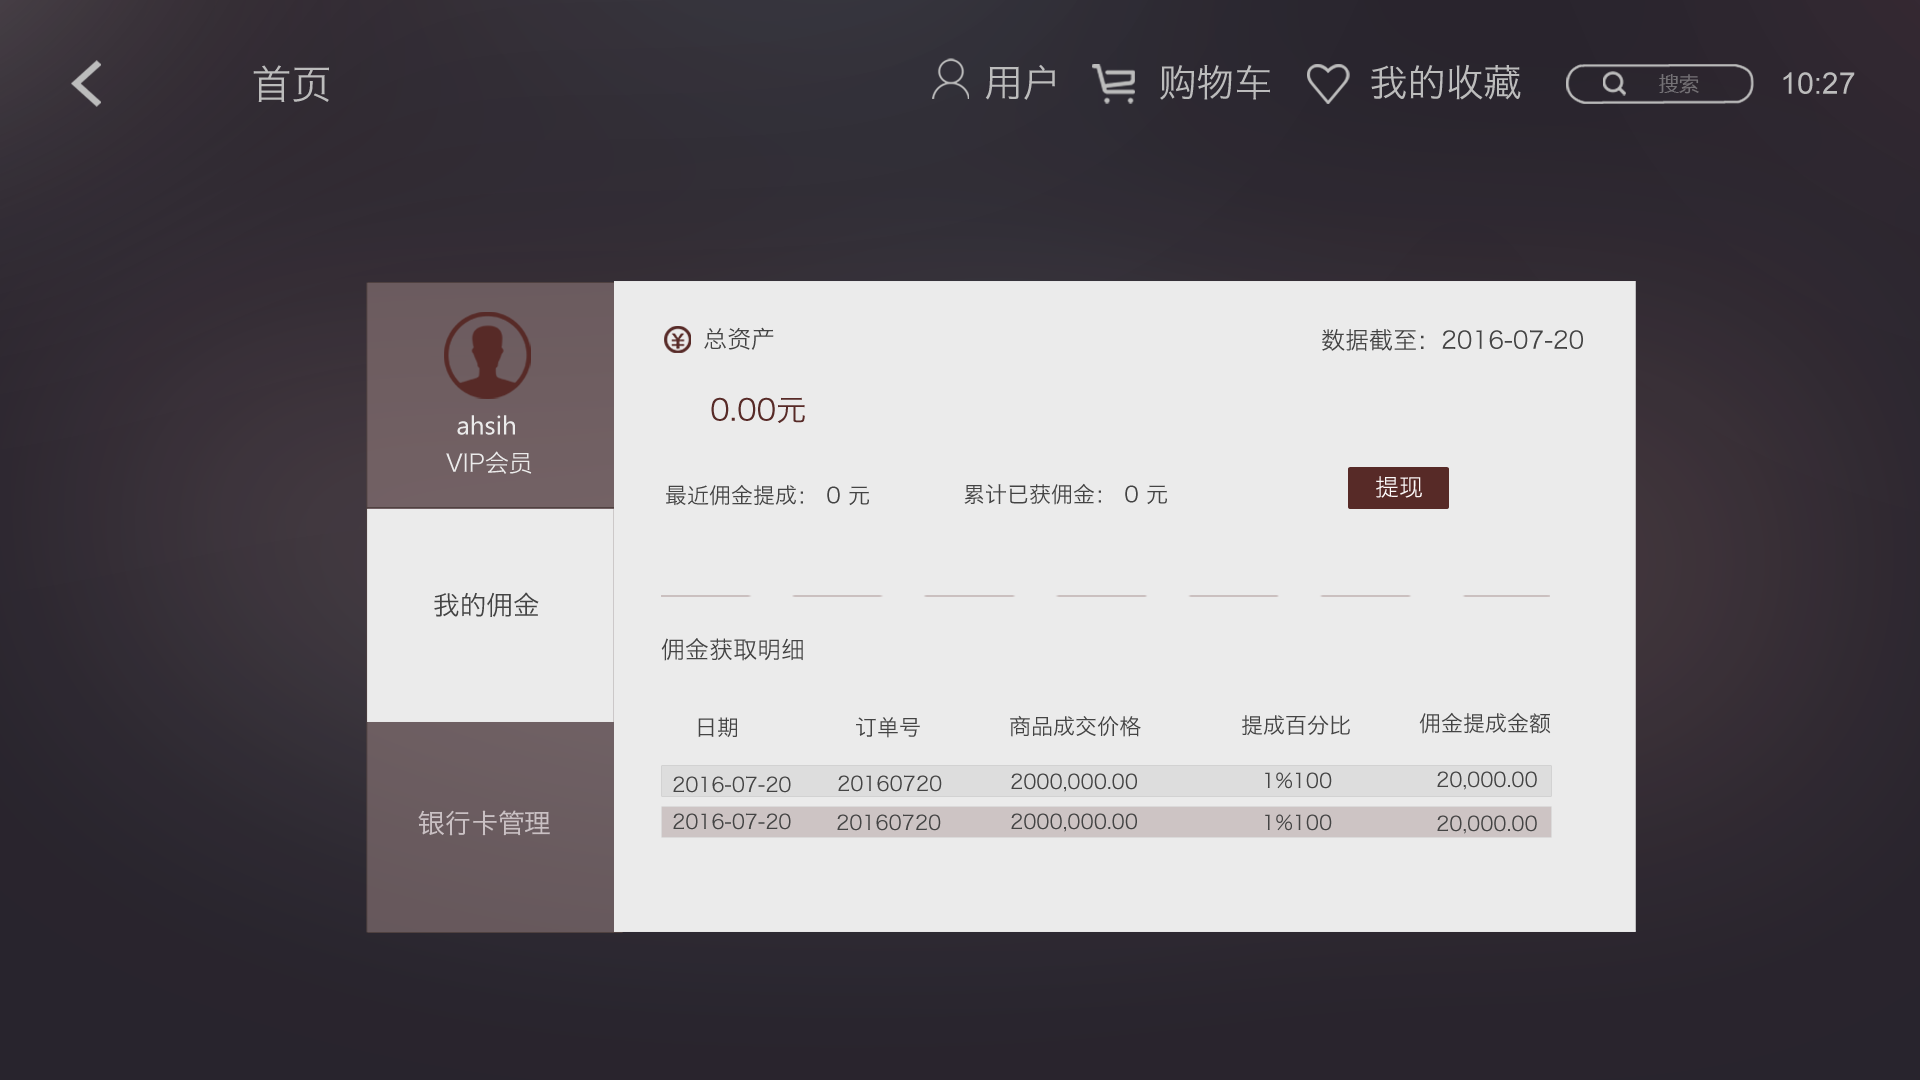 首页
用户
购物车
我的收藏
搜索
10:27
ahsih
VIP会员
我的佣金
银行卡管理
总资产
数据截至：2016-07-20
0.00元
最近佣金提成： 0 元
累计已获佣金： 0 元
提现
佣金获取明细
日期 订单号 商品成交价格 提成百分比 佣金提成金额
2016-07-20 20160720 2000,000.00 1%100 20,000.00
2016-07-20 20160720 2000,000.00 1%100 20,000.00